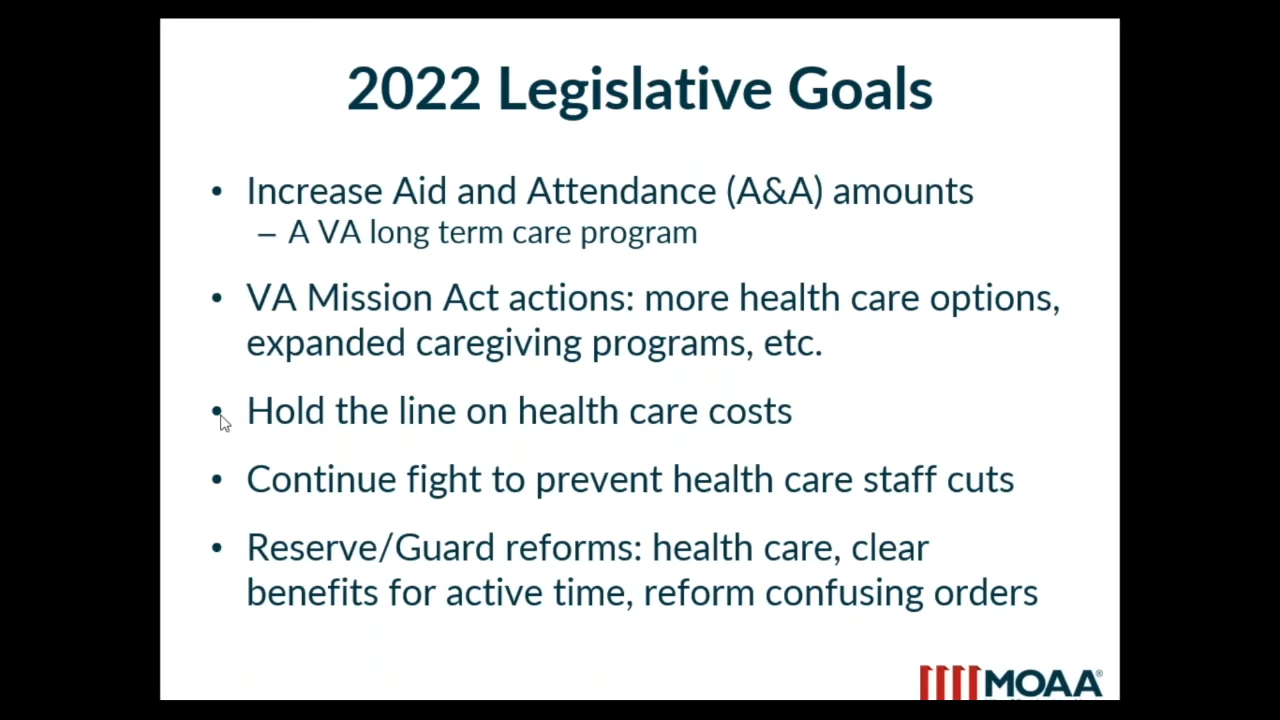 2022 Legislative Goals
• Increase Aid and Attendance (A&A) amounts
– A VA long term care program
• VA Mission Act actions: more health care options,
expanded caregiving programs, etc.
• Hold the line on health care costs
• Continue fight to prevent health care staff cuts
• Reserve/Guard reforms: health care, clear
benefits for active time, reform confusing orders
MOAA®